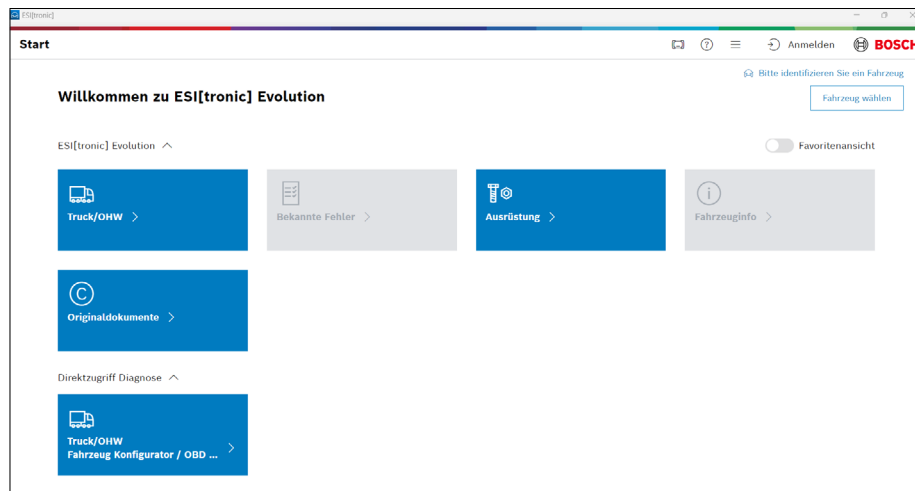 ESI[tronic]
Start
Anmelden
BOSCH
Bitte identifizieren Sie ein Fahrzeug
Willkommen zu ESI[tronic] Evolution
Fahrzeug wählen
ESI[tronic] Evolution
Favoritenansicht
Truck/OHW
Bekannte Fehler
Ausrüstung
Fahrzeuginfo
Originaldokumente
Direktzugriff Diagnose
Truck/OHW
Fahrzeug Konfigurator / OBD ...